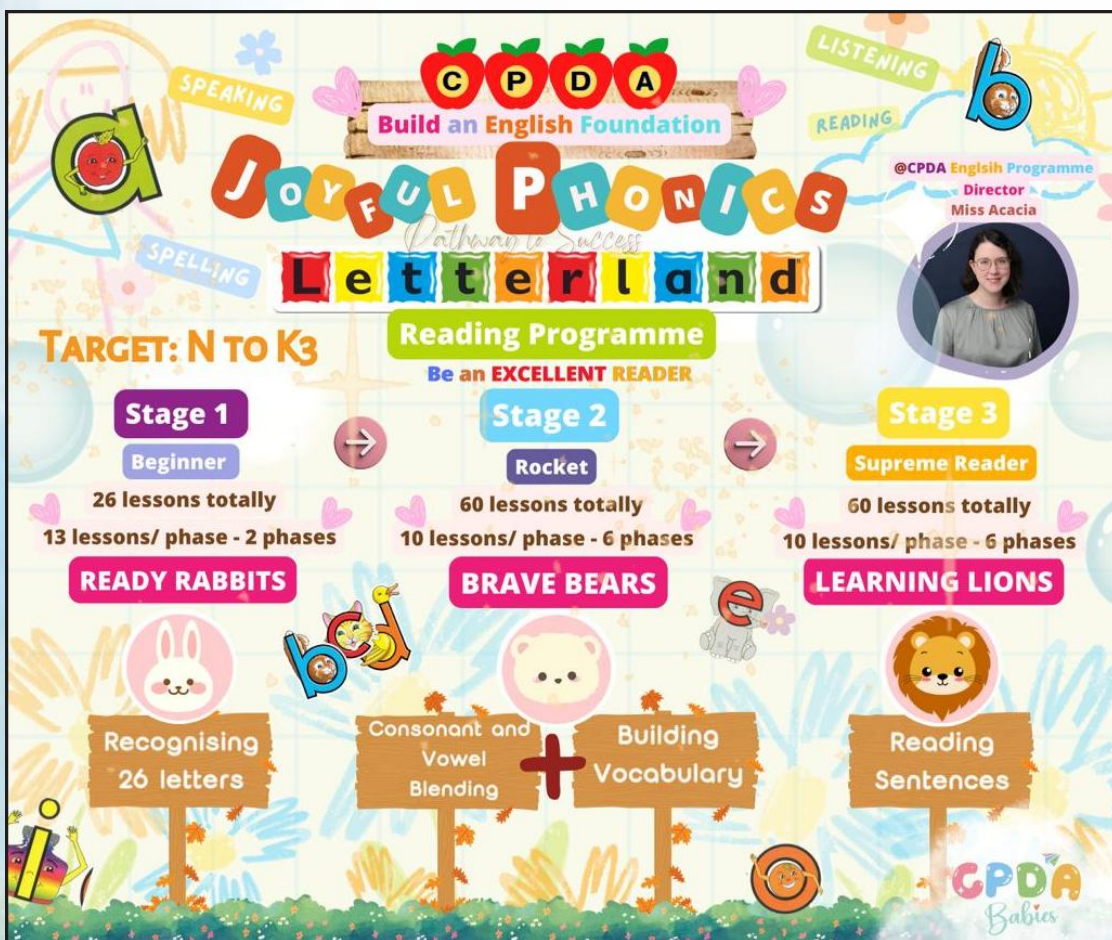 SPEAKING
LISTENING
C P D A
Build an English Foundation
READING
JOYFUL PHONICS
@CPDA Englsih Programme
Director
Miss Acacia
Pathway to Success
SPELLING
Letterland
Reading Programme
TARGET: N TO K3
Be an EXCELLENT READER
Stage 1
Beginner
26 lessons totally
13 lessons/ phase - 2 phases
READY RABBITS
Recognising
26 letters
Stage 2
Rocket
60 lessons totally
10 lessons/ phase - 6 phases
BRAVE BEARS
Consonant and
Vowel
Blending
+
Building
Vocabulary
Stage 3
Supreme Reader
60 lessons totally
10 lessons/ phase - 6 phases
LEARNING LIONS
Reading
Sentences
a
b
b c d
e
i
o
CPDA
Babies